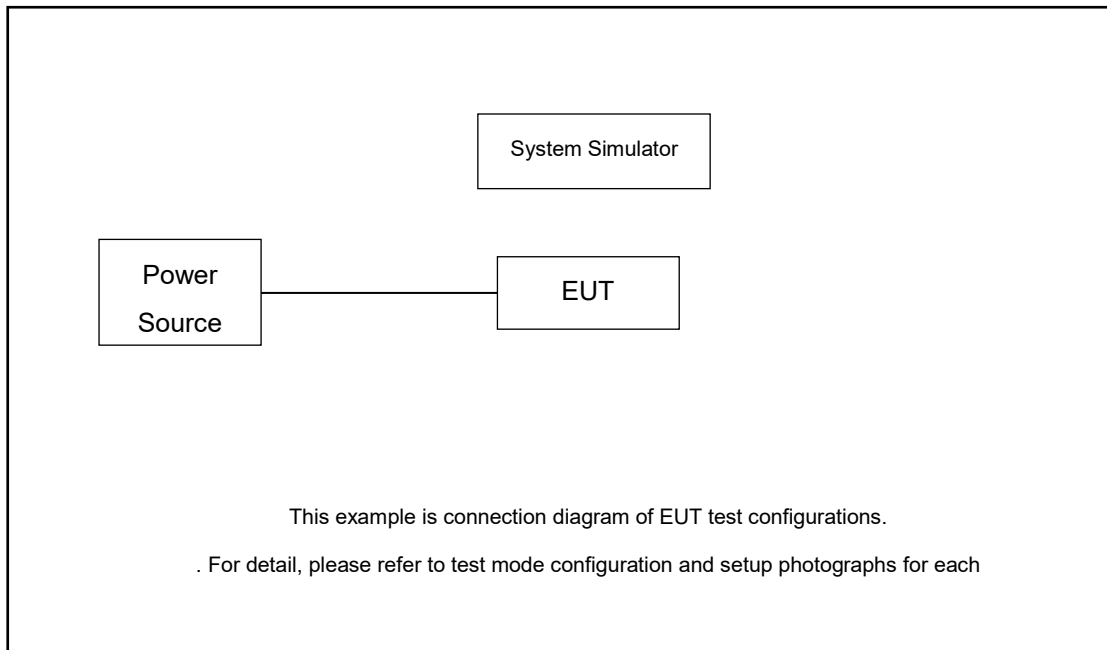 System Simulator
Power
Source
EUT
This example is connection diagram of EUT test configurations.
. For detail, please refer to test mode configuration and setup photographs for each